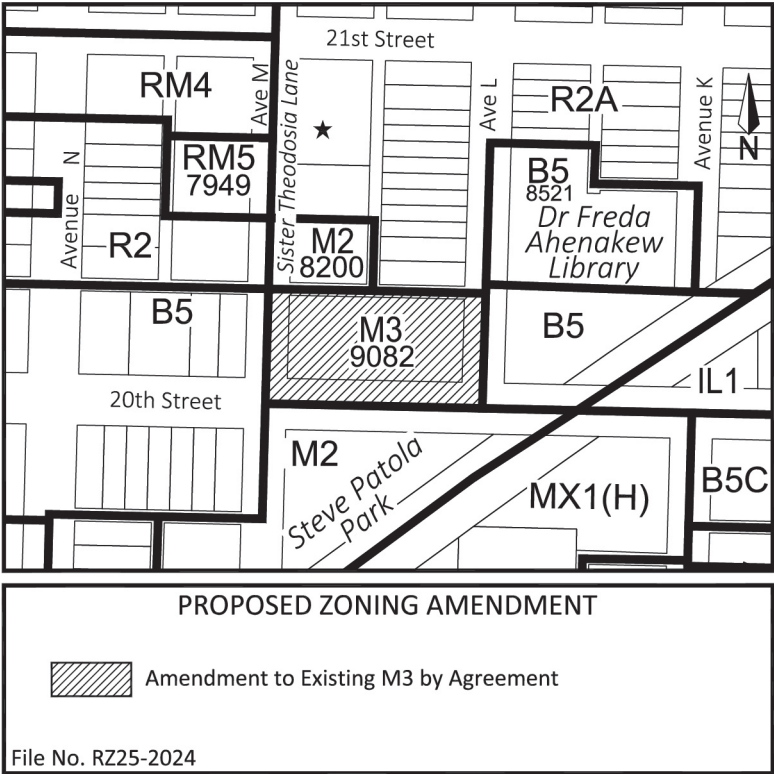 21st Street
RM4
Ave M
Sister Theodosia Lane
Ave L
R2A
Avenue K
N
RM5
7949
B5
8521
Dr Freda
Ahenakew
Library
Avenue N
R2
M2
8200
B5
M3
9082
B5
IL1
20th Street
M2
Steve Patola
Park
MX1(H)
B5C
PROPOSED ZONING AMENDMENT
Amendment to Existing M3 by Agreement
File No. RZ25-2024